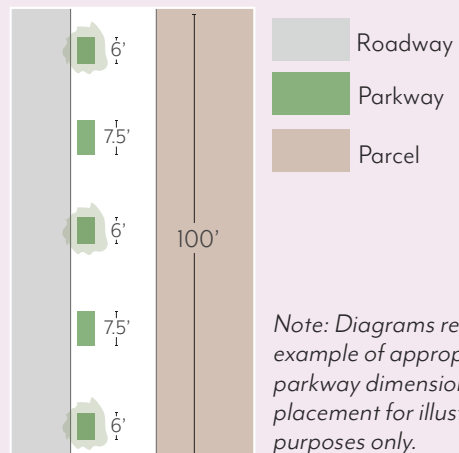 6’
7.5’
6’
7.5’
6’
100’
Roadway
Parkway
Parcel
Note: Diagrams re
example of approp
parkway dimension
placement for illust
purposes only.